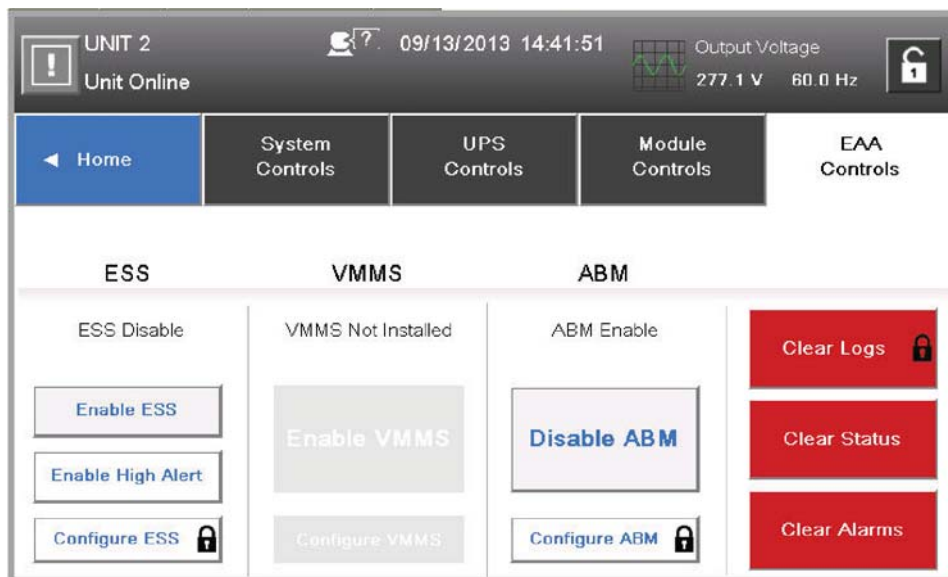 !
UNIT 2
Unit Online
?
09/13/2013 14:41:51
Output Voltage
277.1 V 60.0 Hz
1
◄ Home
System
Controls
UPS
Controls
Module
Controls
EAA
Controls
ESS
VMMS
ABM
ESS Disable
VMMS Not Installed
ABM Enable
Enable ESS
Enable High Alert
Configure ESS
Enable VMMS
Configure VMMS
Disable ABM
Configure ABM
Clear Logs
Clear Status
Clear Alarms